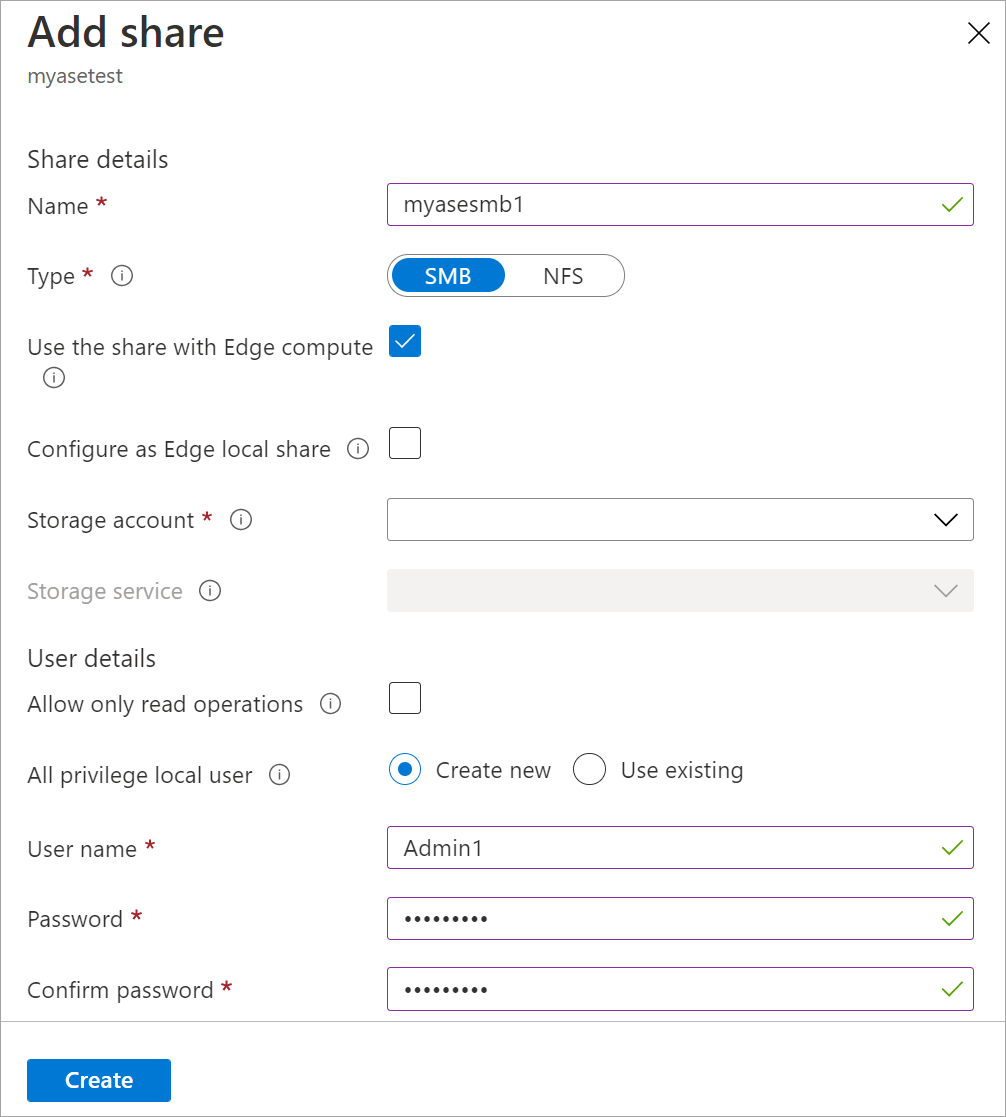 Add share
myasetest
Share details
Name *
myasesmb1
Type *
SMB
NFS
Use the share with Edge compute
Configure as Edge local share
Storage account *
Storage service
User details
Allow only read operations
All privilege local user
Create new
Use existing
User name *
Admin1
Password *
•••••••••
Confirm password *
•••••••••
Create